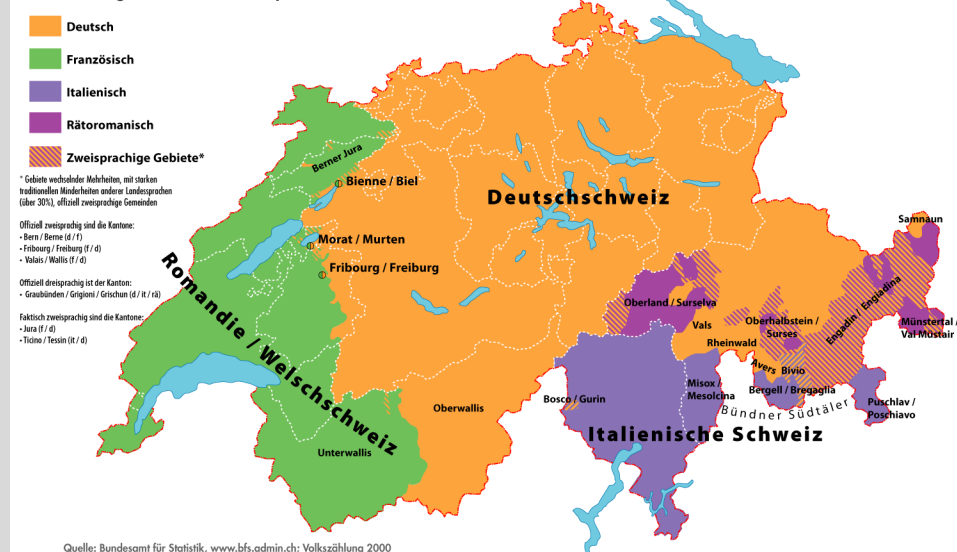 Deutsch
Französisch
Italienisch
Rätoromanisch
Zweisprachige Gebiete*
* Gebiete wechselnder Mehrheiten, mit starken
traditionellen Minderheiten anderer Landessprachen
(über 30%), offiziell zweisprachige Gemeinden
Offiziell zweisprachig sind die Kantone:
• Bern / Berne (d / f)
• Fribourg / Freiburg (f / d)
• Valais / Wallis (f / d)
Offiziell dreisprachig ist der Kanton:
• Graubünden / Grigioni / Grischun (d / it / rä)
Faktisch zweisprachig sind die Kantone:
• Jura (f / d)
• Ticino / Tessin (it / d)
Berner Jura
Bienne / Biel
Morat / Murten
Fribourg / Freiburg
Romandie / Welschschweiz
Deutschschweiz
Samnaun
Oberland / Surselva
Vals
Rheinwald
Oberhalbstein /
Surses
Engadin / Engiadina
Münstertal /
Val Müstair
Avers
Bivio
Bergell / Bregaglia
Puschlav /
Poschiavo
Misox /
Mesolcina
Bündner Südtäler
Bosco / Gurin
Italienische Schweiz
Oberwallis
Unterwallis
Quelle: Bundesamt für Statistik, www.bfs.admin.ch; Volkszählung 2000